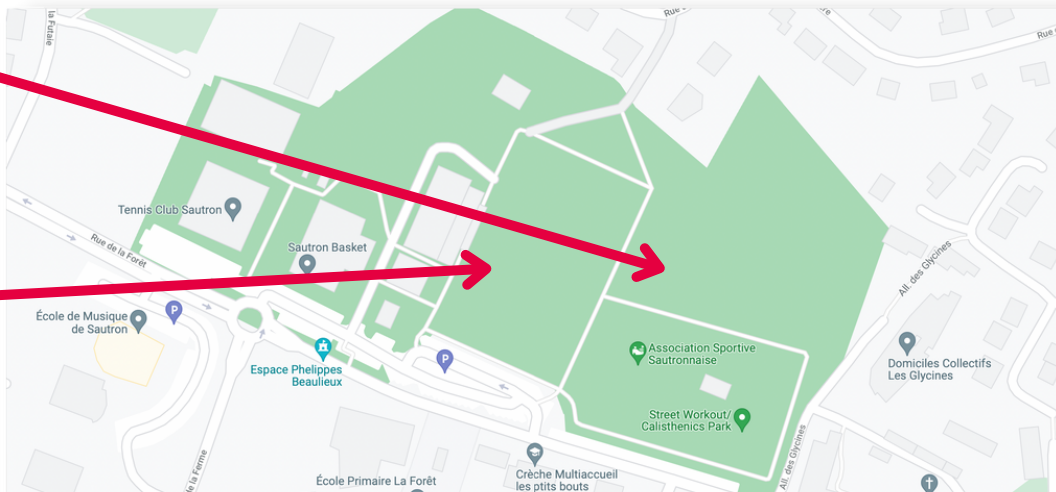 la Futaie
Rue
Rue
Tennis Club Sautron
Rue de la Forêt
Sautron Basket
École de Musique
de Sautron
P
Espace Phelippes
Beaulieux
P
Association Sportive
Sautronnaise
Street Workout/
Calisthenics Park
All. des Glycines
Domiciles Collectifs
Les Glycines
All. des Glycines
la Ferme
École Primaire La Forêt
Crèche Multiaccueil
les ptits bouts